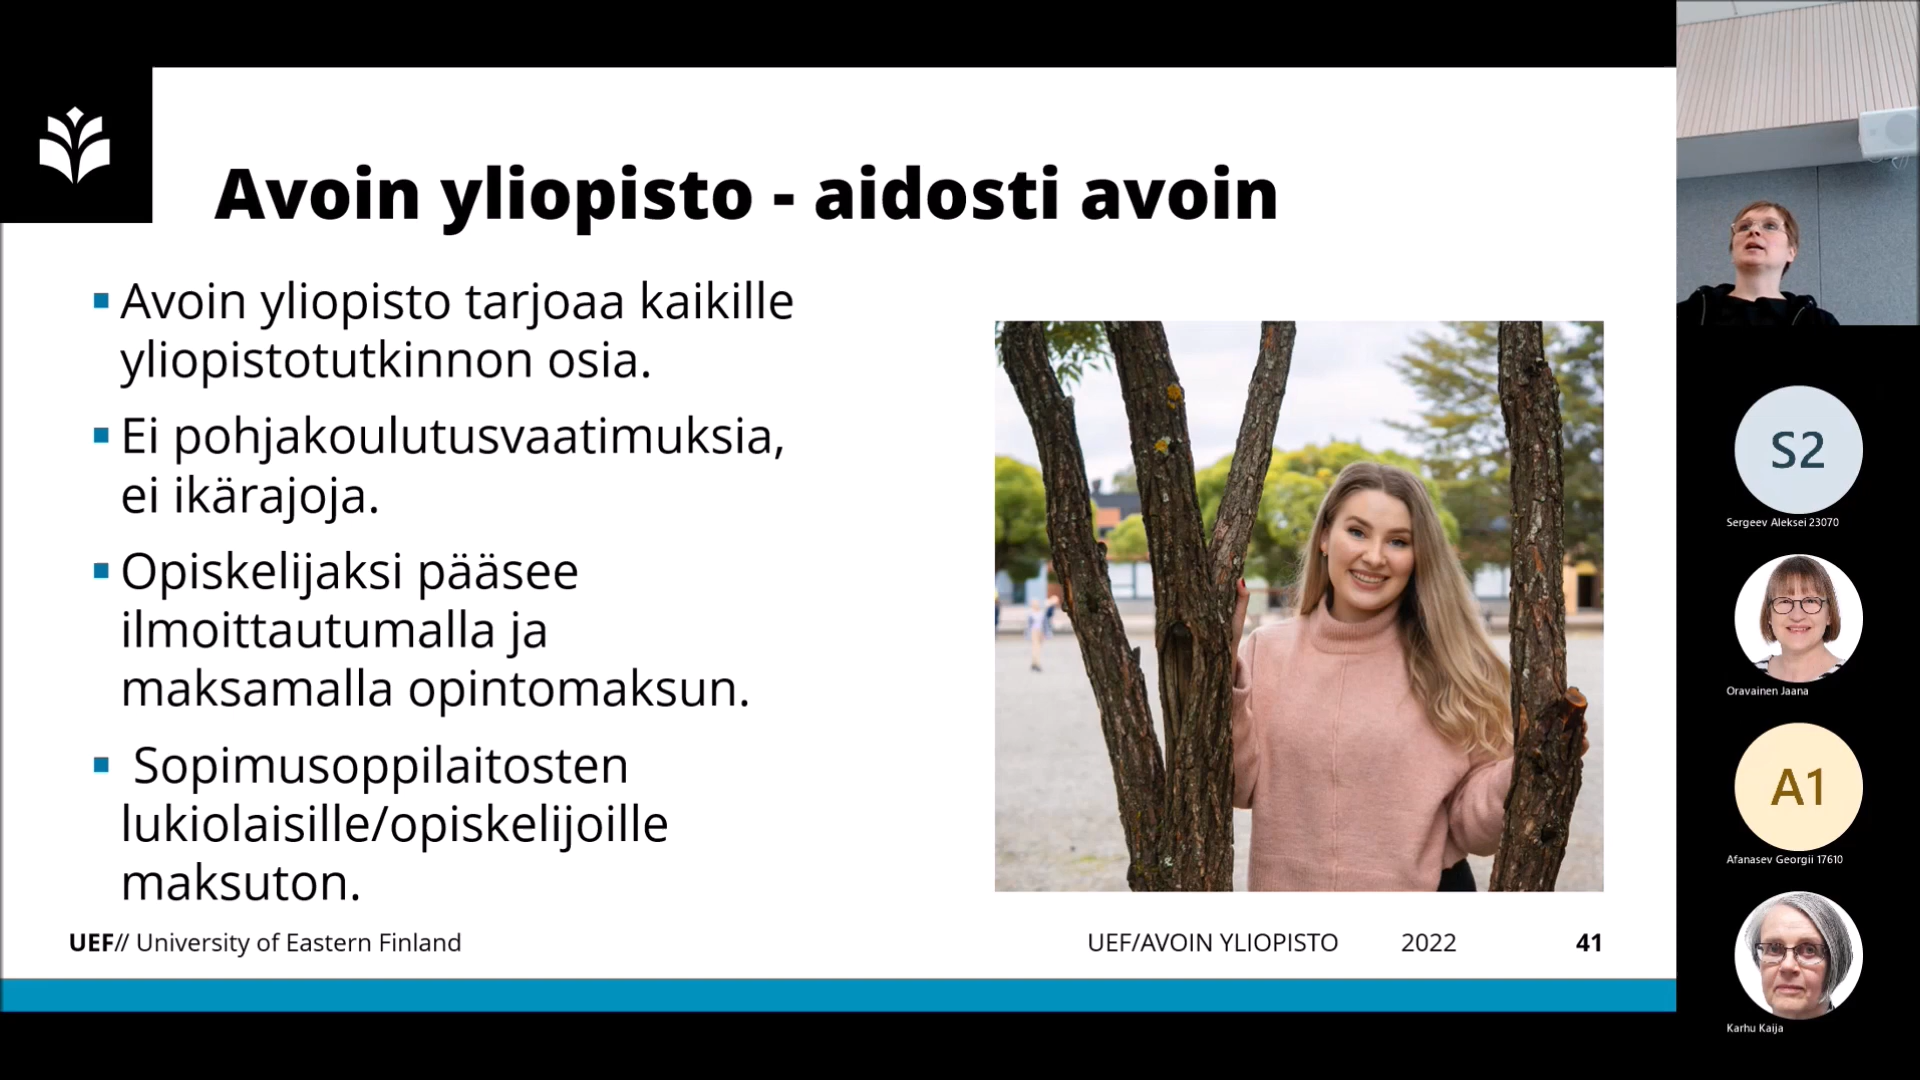 Avoin yliopisto - aidosti avoin
▪ Avoin yliopisto tarjoaa kaikille
yliopistotutkinnon osia.
▪ Ei pohjakoulutusvaatimuksia,
ei ikärajoja.
▪ Opiskelijaksi pääsee
ilmoittautumalla ja
maksamalla opintomaksun.
▪ Sopimusoppilaitosten
lukiolaisille/opiskelijoille
maksuton.
UEF// University of Eastern Finland
UEF/AVOIN YLIOPISTO 2022 41
S2
Sergeev Aleksei 23070
Oravainen Jaana
A1
Afanasev Georgii 17610
Karhu Kaija